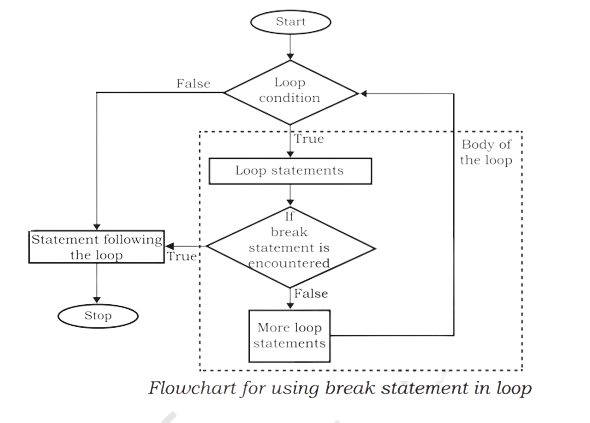 Start
Loop
condition
False
True
Body of
the loop
Loop statements
If
break
statement is
encountered
Statement following
the loop
True
False
Stop
More loop
statements
Flowchart for using break statement in loop